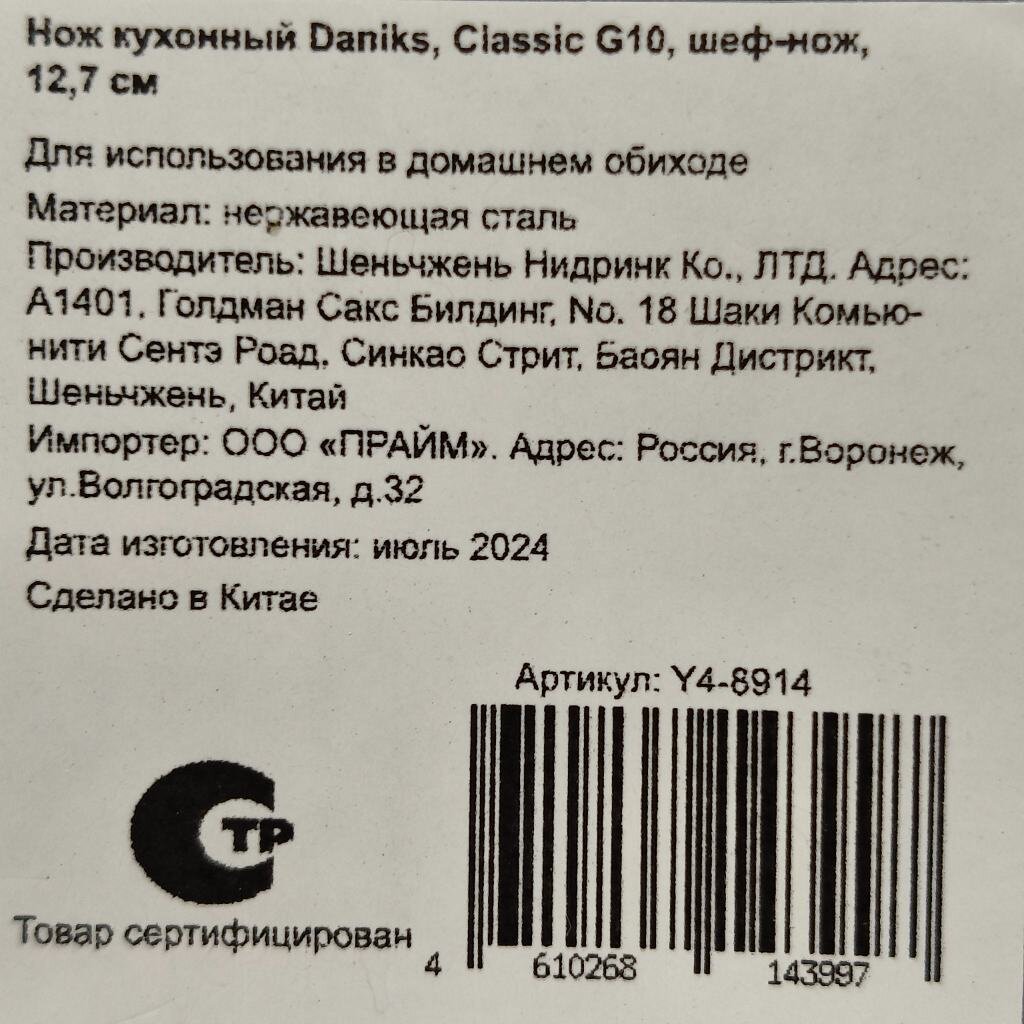 Нож кухонный Daniks, Classic G10, шеф-нож,
12,7 см
Для использования в домашнем обиходе
Материал: нержавеющая сталь
Производитель: Шеньчжень Нидринк Ко., ЛТД. Адрес:
А1401, Голдман Сакс Билдинг, No. 18 Шаки Комью-
нити Сентэ Роад, Синкао Стрит, Баоян Дистрикт,
Шеньчжень, Китай
Импортер: ООО «ПРАЙМ». Адрес: Россия, г.Воронеж,
ул.Волгоградская, д.32
Дата изготовления: июль 2024
Сделано в Китае
Артикул: Y4-8914
СТР
Товар сертифицирован
4 610268 143997